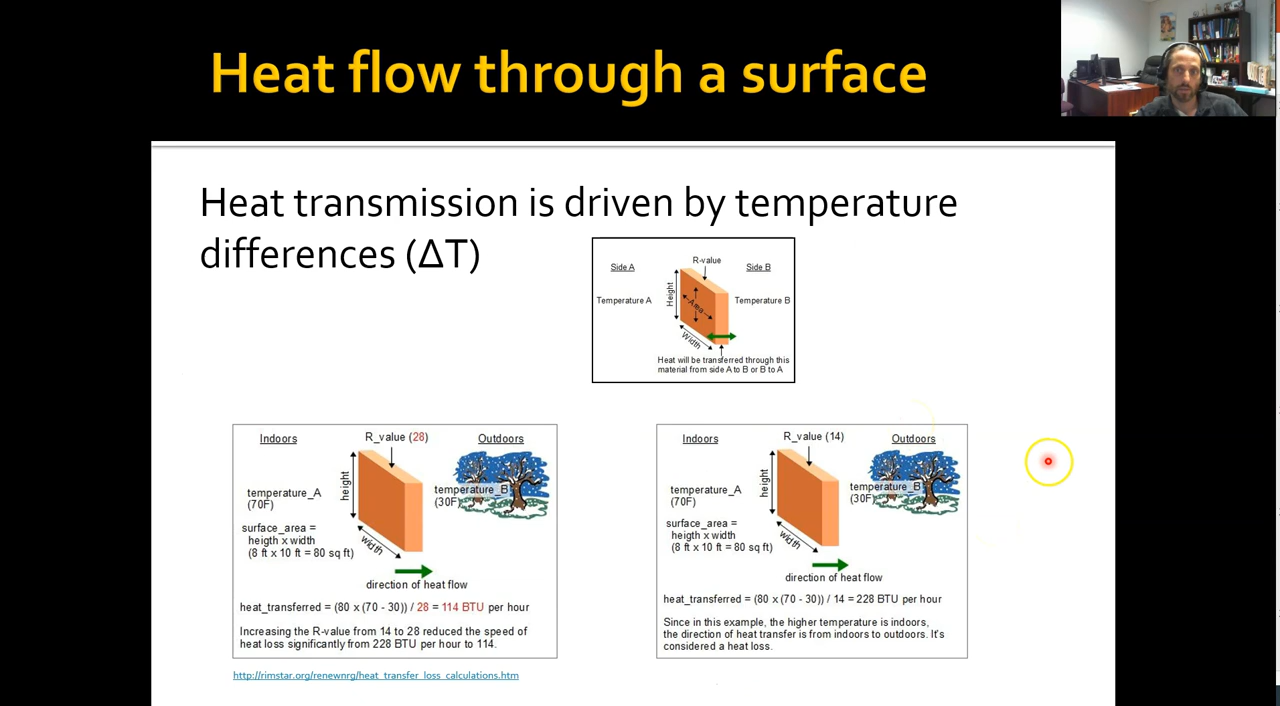 Heat flow through a surface
Heat transmission is driven by temperature
differences (ΔT)
Side A
R-value
Side B
Temperature A
Height
Area
Temperature B
Width
Heat will be transferred through this
material from side A to B or B to A
Indoors
R_value (28)
Outdoors
temperature_A
(70F)
height
temperature_B
(30F)
surface_area =
heigth x width
(8 ft x 10 ft = 80 sq ft)
width
direction of heat flow
heat_transferred = (80 x (70 - 30)) / 28 = 114 BTU per hour
Increasing the R-value from 14 to 28 reduced the speed of
heat loss significantly from 228 BTU per hour to 114.
Indoors
R_value (14)
Outdoors
temperature_A
(70F)
height
temperature_B
(30F)
surface_area =
heigth x width
(8 ft x 10 ft = 80 sq ft)
width
direction of heat flow
heat_transferred = (80 x (70 - 30)) / 14 = 228 BTU per hour
Since in this example, the higher temperature is indoors,
the direction of heat transfer is from indoors to outdoors. It's
considered a heat loss.
http://rimstar.org/renewnrg/heat_transfer_loss_calculations.htm